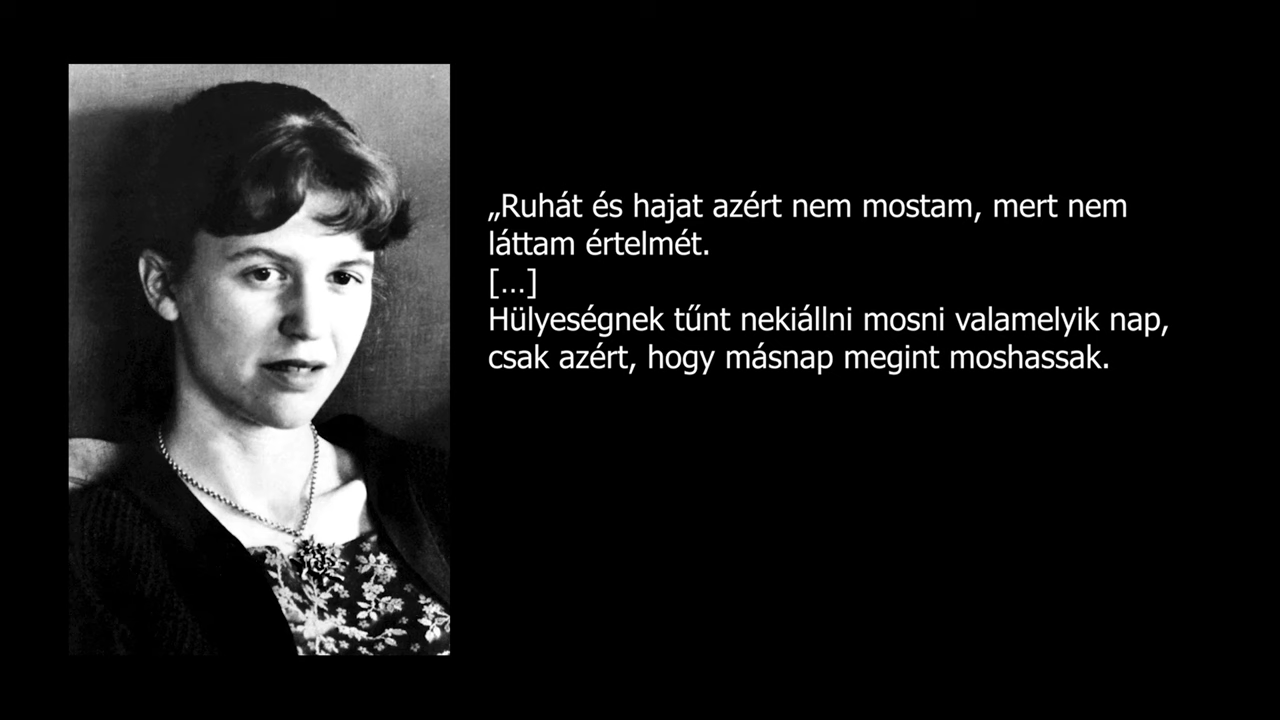 „Ruhát és hajat azért nem mostam, mert nem
láttam értelmét.
[...]
Hülyeségnek tűnt nekiállni mosni valamelyik nap,
csak azért, hogy másnap megint moshassak.